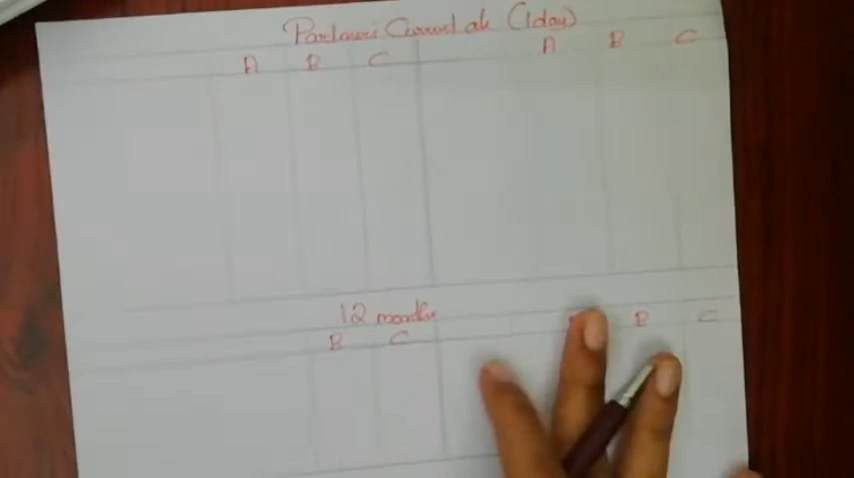 Partners Current a/c (1 day)
A B C A B C
12 months
B C B C